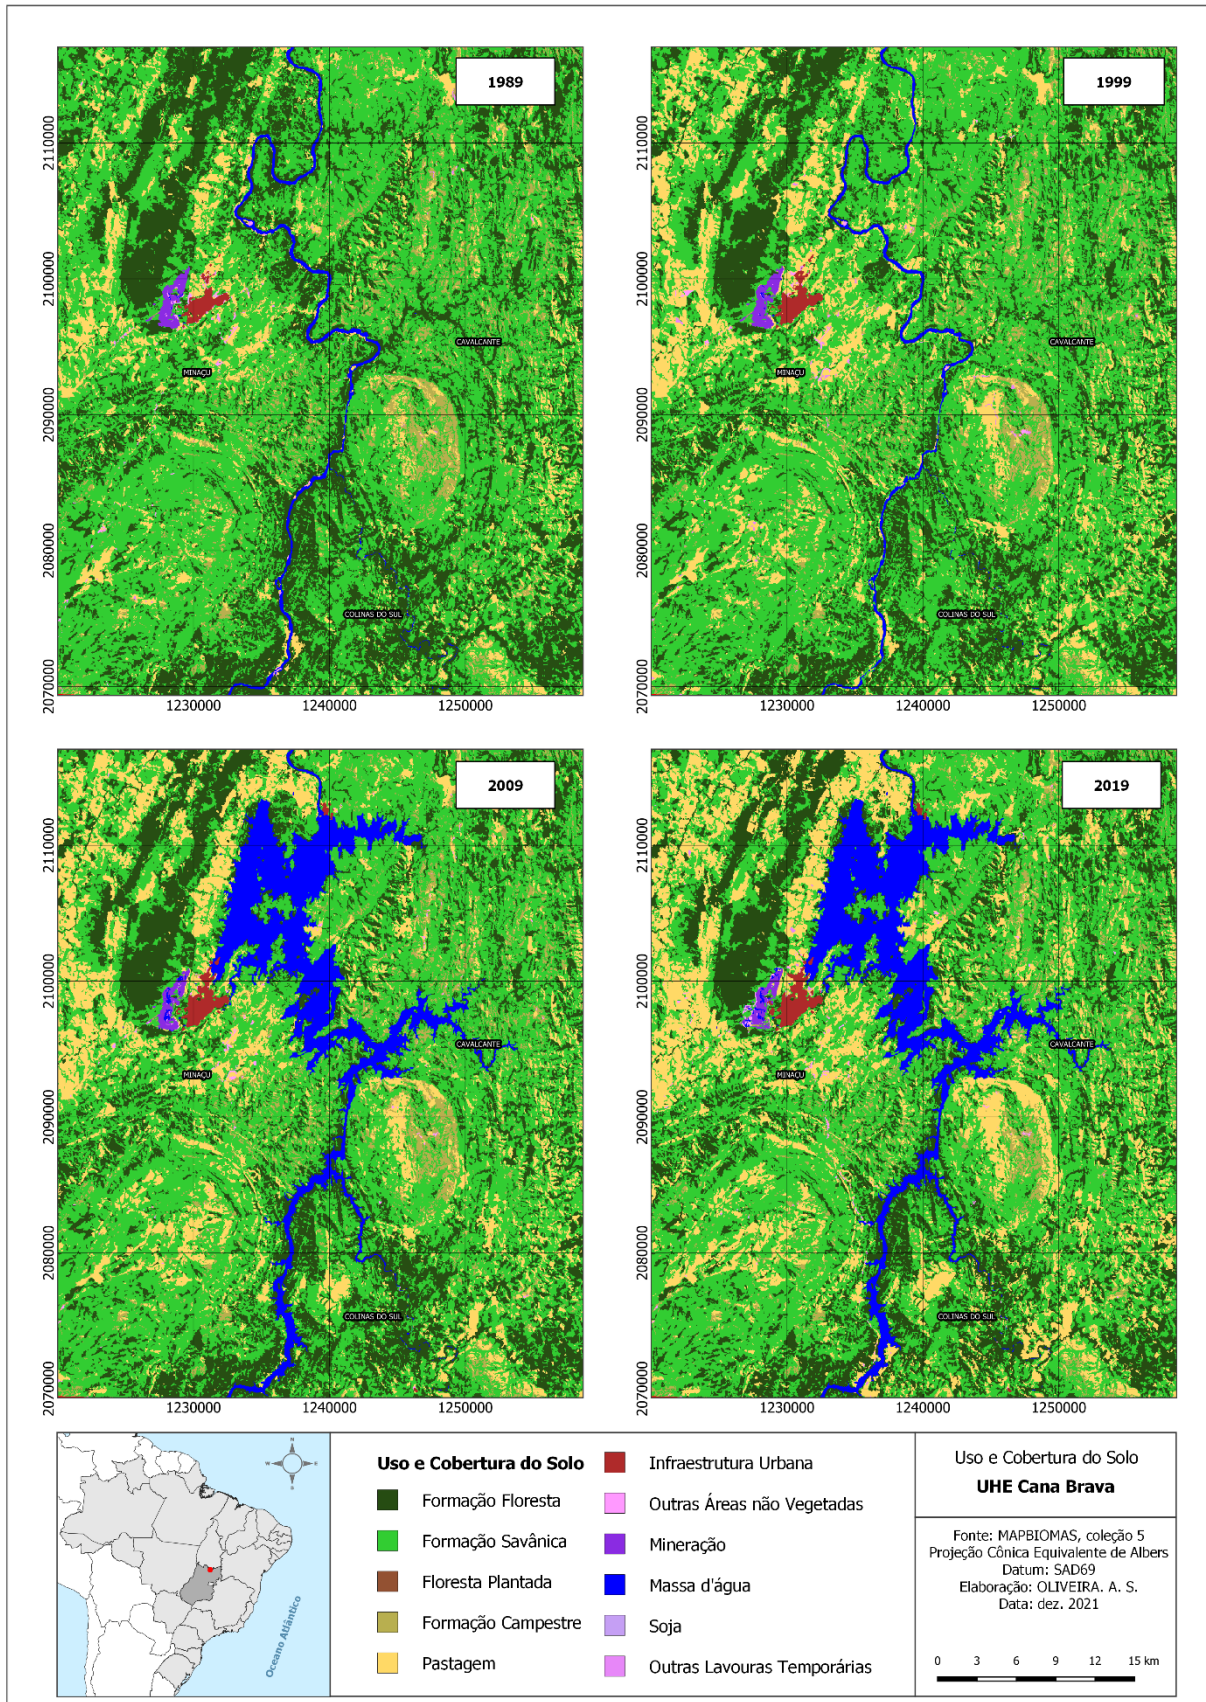 1989
1999
2110000
2100000
2090000
2080000
2070000
CAVALCANTE
MINAÇU
COLINAS DO SUL
1230000
1240000
1250000
2110000
2100000
2090000
2080000
2070000
CAVALCANTE
MINAÇU
COLINAS DO SUL
1230000
1240000
1250000
2009
2019
2110000
2100000
2090000
2080000
2070000
CAVALCANTE
MINAÇU
COLINAS DO SUL
1230000
1240000
1250000
2110000
2100000
2090000
2080000
2070000
CAVALCANTE
MINAÇU
COLINAS DO SUL
1230000
1240000
1250000
N
W
E
S
Oceano Atlântico
Uso e Cobertura do Solo
Formação Floresta
Formação Savânica
Floresta Plantada
Formação Campestre
Pastagem
Infraestrutura Urbana
Outras Áreas não Vegetadas
Mineração
Massa d'água
Soja
Outras Lavouras Temporárias
Uso e Cobertura do Solo
UHE Cana Brava
Fonte: MAPBIOMAS, coleção 5
Projeção Cônica Equivalente de Albers
Datum: SAD69
Elaboração: OLIVEIRA. A. S.
Data: dez. 2021
0 3 6 9 12 15 km